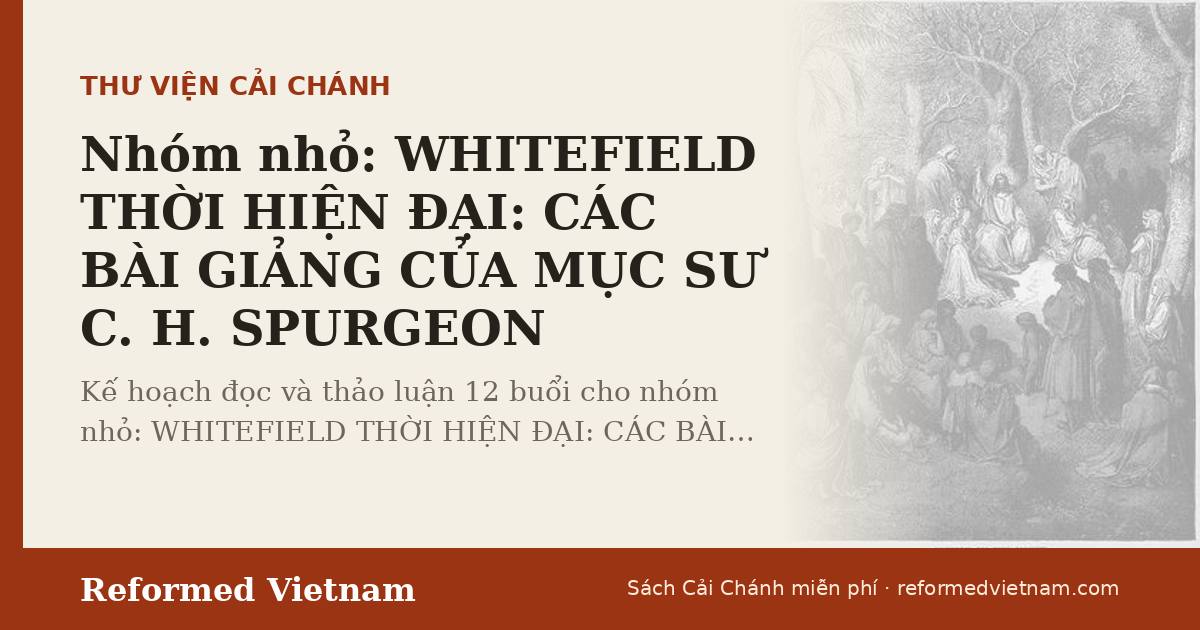 THƯ VIỆN CẢI CHÁNH
Nhóm nhỏ: WHITEFIELD
THỜI HIỆN ĐẠI: CÁC
BÀI GIẢNG CỦA MỤC SƯ
C. H. SPURGEON
Kế hoạch đọc và thảo luận 12 buổi cho nhóm
nhỏ: WHITEFIELD THỜI HIỆN ĐẠI: CÁC BÀI...
Reformed Vietnam
Sách Cải Chánh miễn phí · reformedvietnam.com